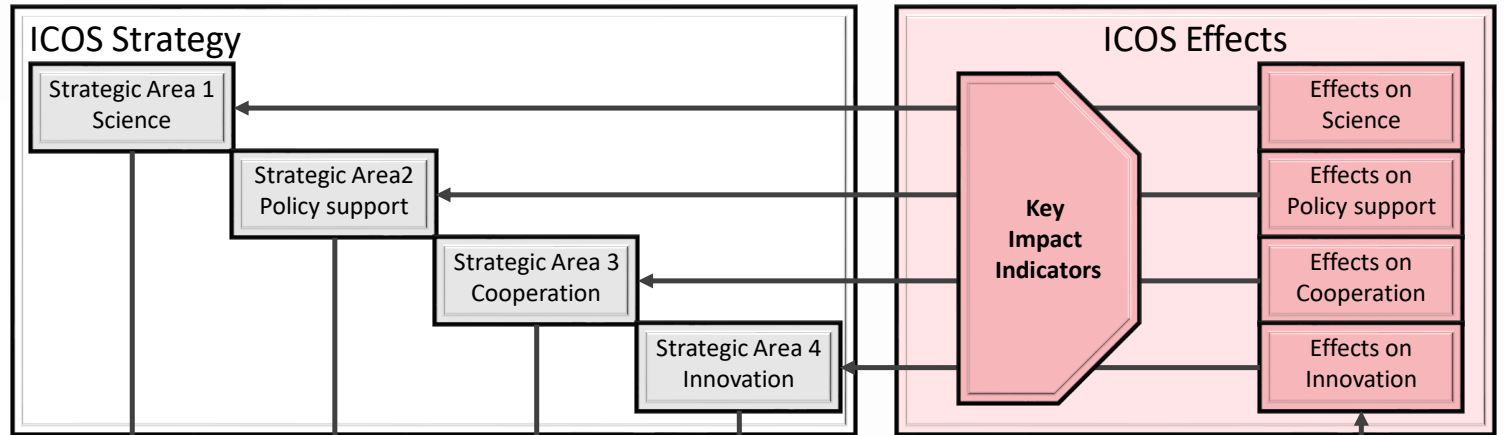 ICOS Strategy
Strategic Area 1
Science
Strategic Area2
Policy support
Strategic Area 3
Cooperation
Strategic Area 4
Innovation
ICOS Effects
Key
Impact
Indicators
Effects on
Science
Effects on
Policy support
Effects on
Cooperation
Effects on
Innovation